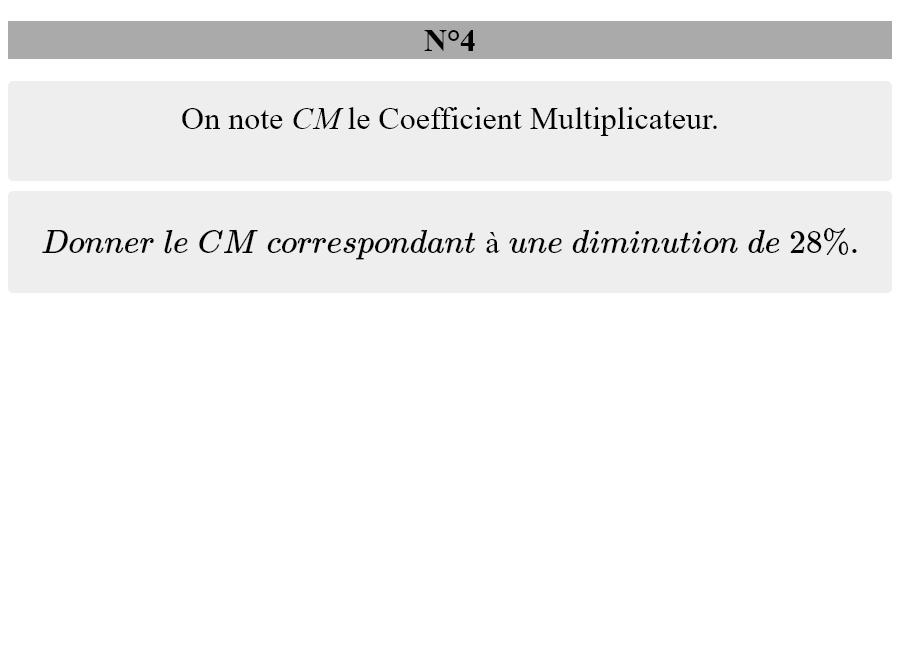 N°4
On note CM le Coefficient Multiplicateur.
Donner le CM correspondant à une diminution de 28%.